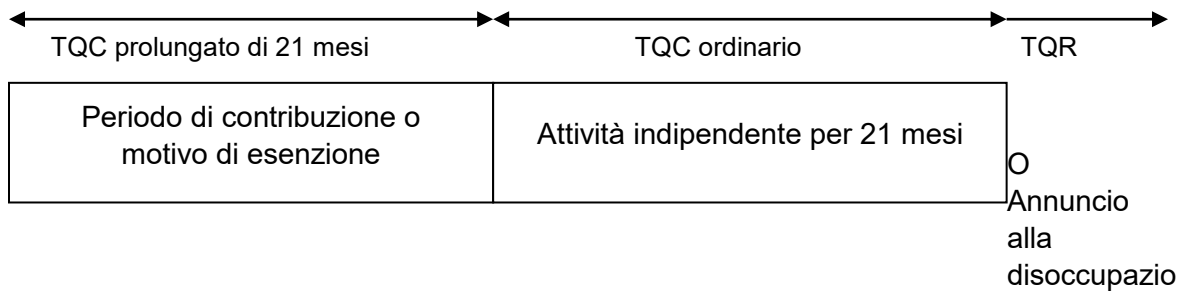 TQC prolungato di 21 mesi
TQC ordinario
TQR
Periodo di contribuzione o
motivo di esenzione
Attività indipendente per 21 mesi
O
Annuncio
alla
disoccupazio